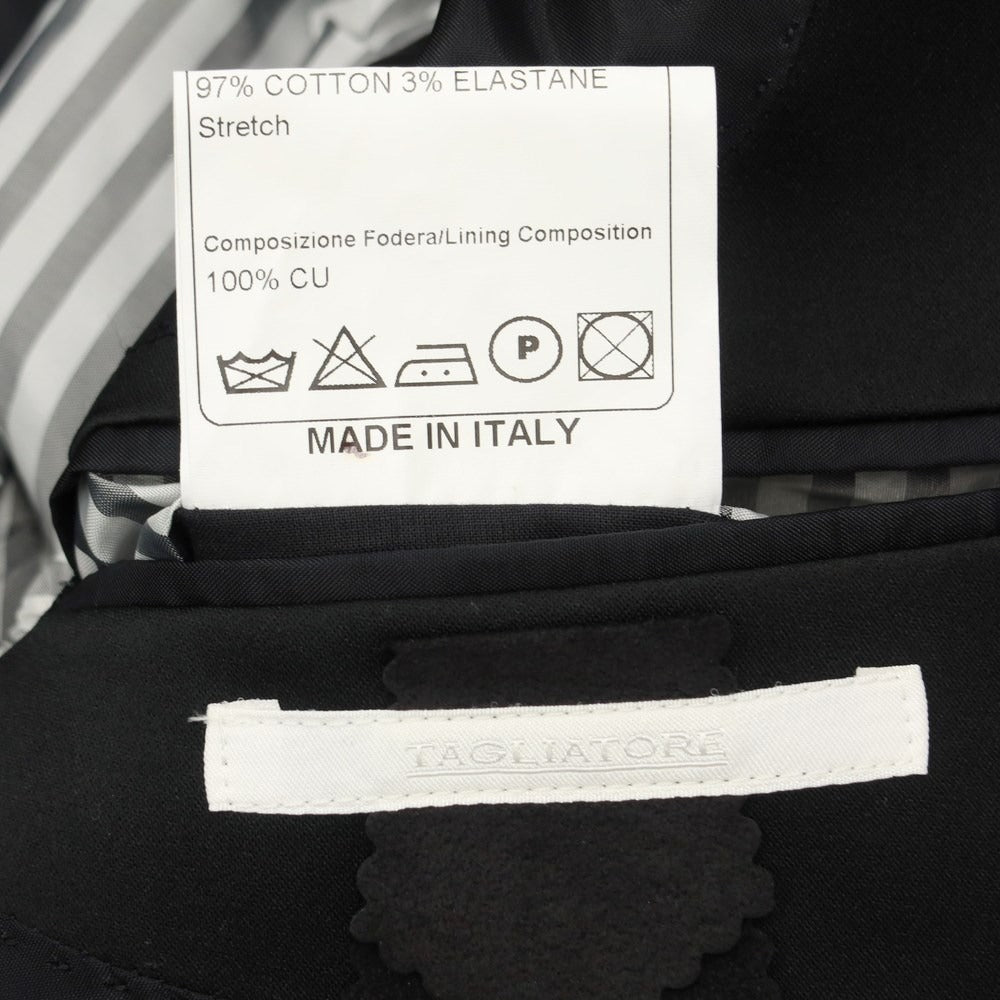 97% COTTON 3% ELASTANE
Stretch
Composizione Fodera/Lining Composition
100% CU
P
MADE IN ITALY
TAGLIATORE